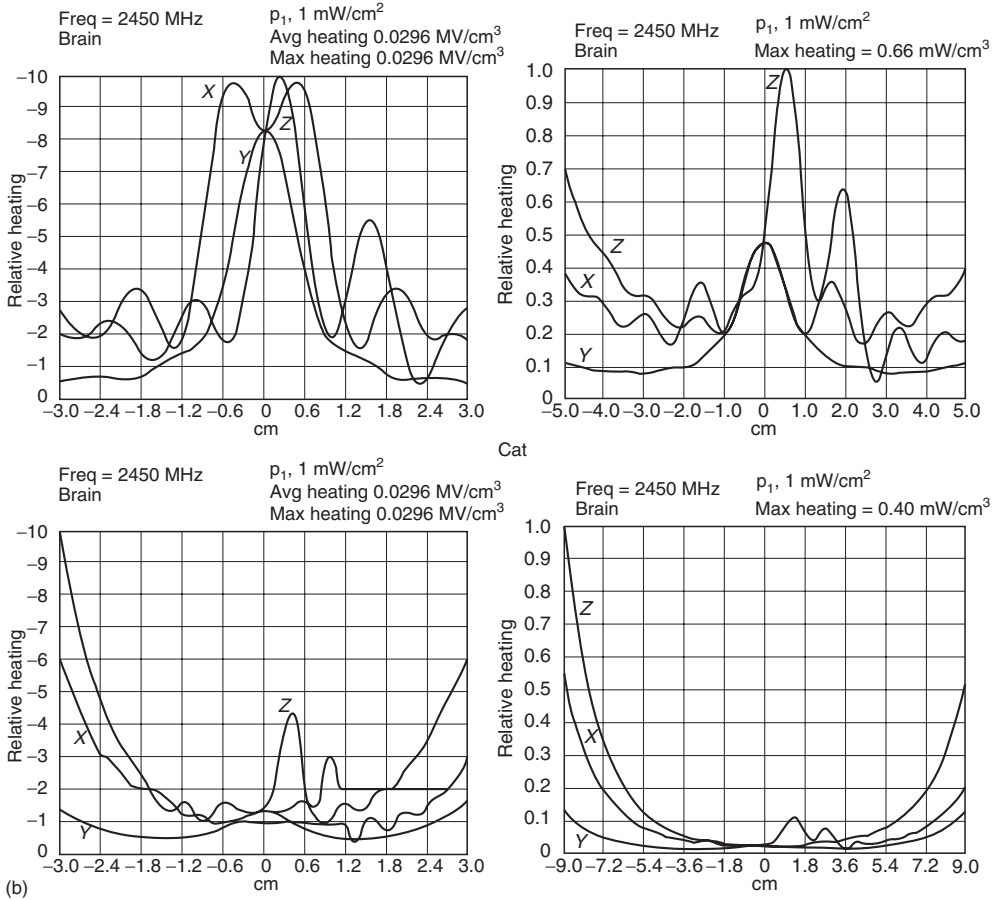 Freq = 2450 MHz
Brain
p₁, 1 mW/cm²
Avg heating 0.0296 MV/cm³
Max heating 0.0296 MV/cm³
Relative heating
–10
–9
–8
–7
–6
–5
–4
–3
–2
–1
0
X
Y
Z
–3.0 –2.4 –1.8 –1.2 –0.6 0 0.6 1.2 1.8 2.4 3.0
cm
Freq = 2450 MHz
Brain
p₁, 1 mW/cm²
Max heating = 0.66 mW/cm³
Relative heating
1.0
0.9
0.8
0.7
0.6
0.5
0.4
0.3
0.2
0.1
0
Z
Z
X
Y
–5.0 –4.0 –3.0 –2.0 –1.0 0 1.0 2.0 3.0 4.0 5.0
cm
Cat
Freq = 2450 MHz
Brain
p₁, 1 mW/cm²
Avg heating 0.0296 MV/cm³
Max heating 0.0296 MV/cm³
Relative heating
–10
–9
–8
–7
–6
–5
–4
–3
–2
–1
0
Z
X
Y
–3.0 –2.4 –1.8 –1.2 –0.6 0 0.6 1.2 1.8 2.4 3.0
cm
Freq = 2450 MHz
Brain
p₁, 1 mW/cm²
Max heating = 0.40 mW/cm³
Relative heating
1.0
0.9
0.8
0.7
0.6
0.5
0.4
0.3
0.2
0.1
0
Z
X
Y
–9.0 –7.2 –5.4 –3.6 –1.8 0 1.8 3.6 5.4 7.2 9.0
cm
(b)